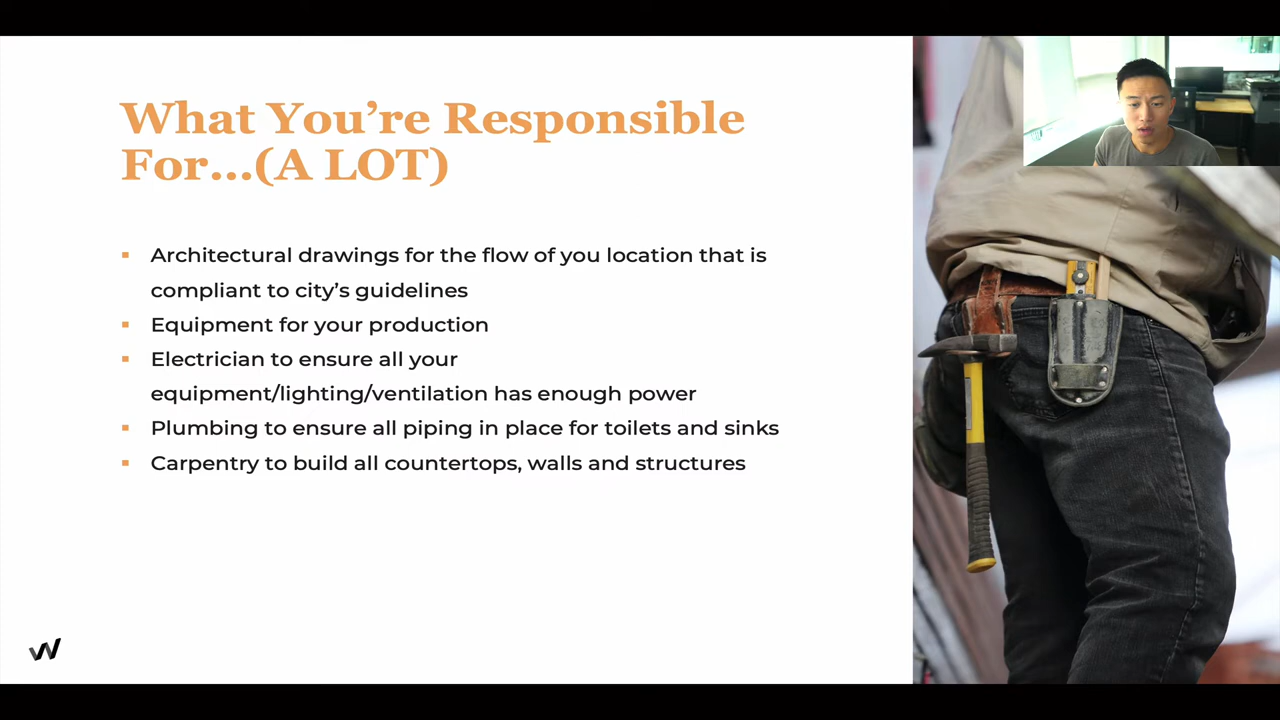 What You’re Responsible
For...(A LOT)
Architectural drawings for the flow of you location that is
compliant to city’s guidelines
Equipment for your production
Electrician to ensure all your
equipment/lighting/ventilation has enough power
Plumbing to ensure all piping in place for toilets and sinks
Carpentry to build all countertops, walls and structures